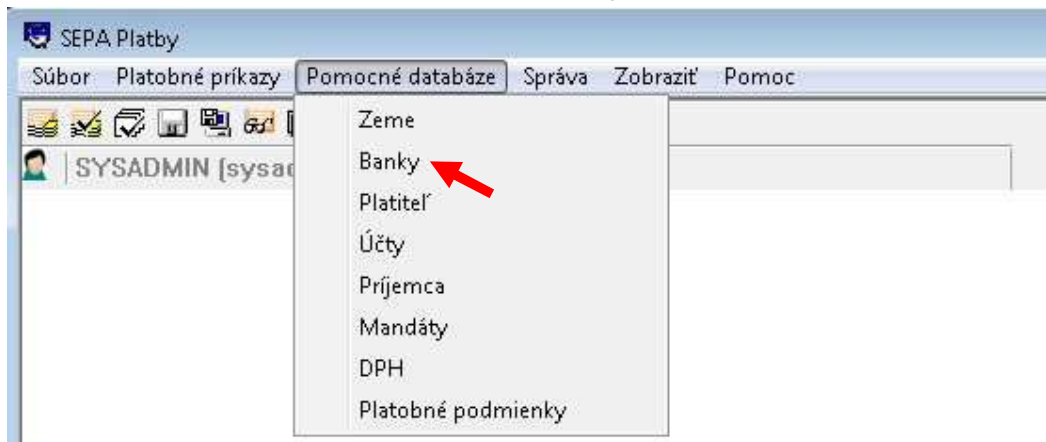 SEPA Platby
Súbor Platobné príkazy Pomocné databáze Správa Zobraziť Pomoc
SYSADMIN
Zeme
Banky
Platiteľ
Účty
Príjemca
Mandáty
DPH
Platobné podmienky